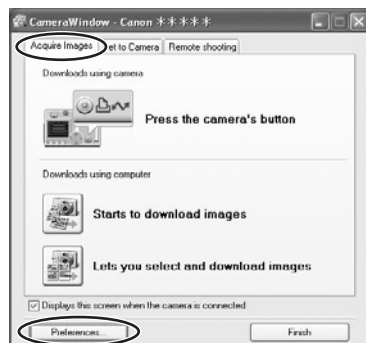 CameraWindow - Canon *****
Acquire Images  Set to Camera  Remote shooting
Downloads using camera
Press the camera's button
Downloads using computer
Starts to download images
Lets you select and download images
Displays this screen when the camera is connected
Preferences...  Finish